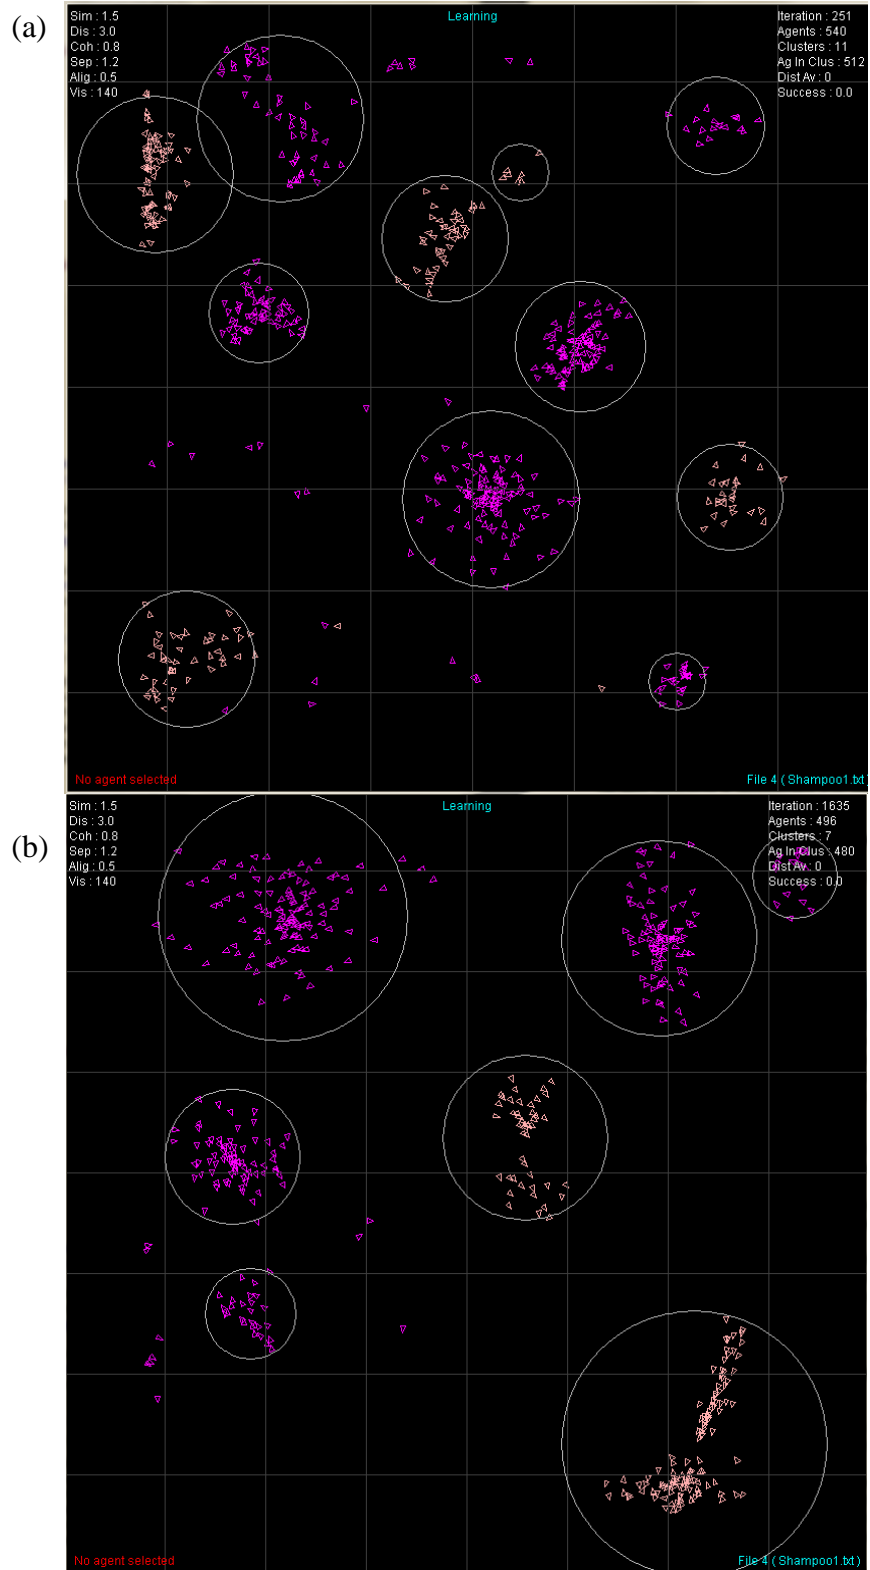 (a)
Sim : 1.5
Dis : 3.0
Coh : 0.8
Sep : 1.2
Alig : 0.5
Vis : 140
Learning
Iteration : 251
Agents : 540
Clusters : 11
Ag In Clus : 512
Dist Av : 0
Success : 0.0
No agent selected
File 4 ( Shampoo1.txt )
(b)
Sim : 1.5
Dis : 3.0
Coh : 0.8
Sep : 1.2
Alig : 0.5
Vis : 140
Learning
Iteration : 1635
Agents : 496
Clusters : 7
Ag In Clus : 480
Dist Av : 0
Success : 0.0
No agent selected
File 4 ( Shampoo1.txt )